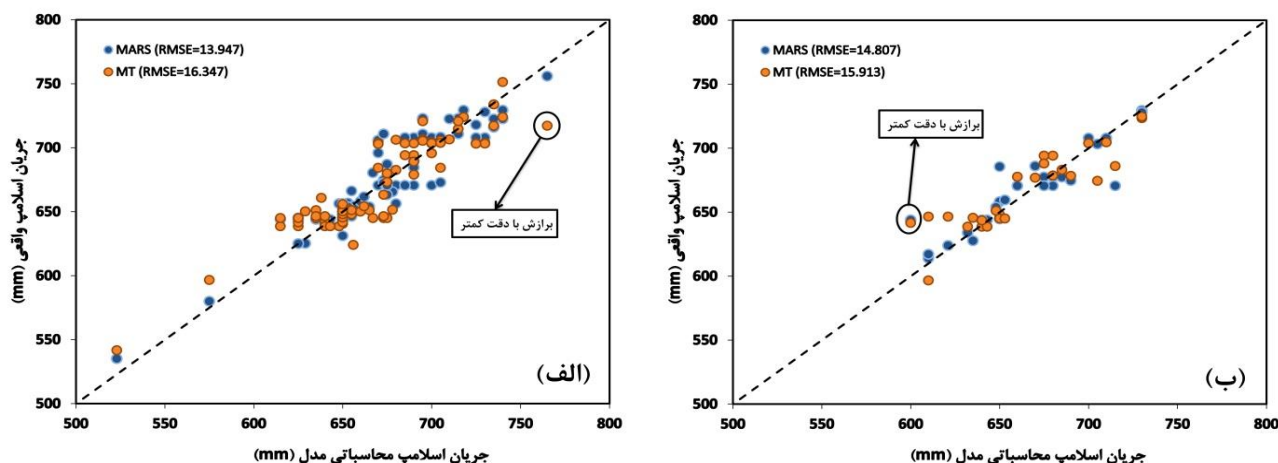 800
750
700
650
600
550
500
جریان اسلامپ واقعی (mm)
MARS (RMSE=13.947)
MT (RMSE=16.347)
برازش با دقت کمتر
(الف)
500 550 600 650 700 750 800
جریان اسلامپ محاسباتی مدل (mm)
800
750
700
650
600
550
500
جریان اسلامپ واقعی (mm)
MARS (RMSE=14.807)
MT (RMSE=15.913)
برازش با دقت کمتر
(ب)
500 550 600 650 700 750 800
جریان اسلامپ محاسباتی مدل (mm)